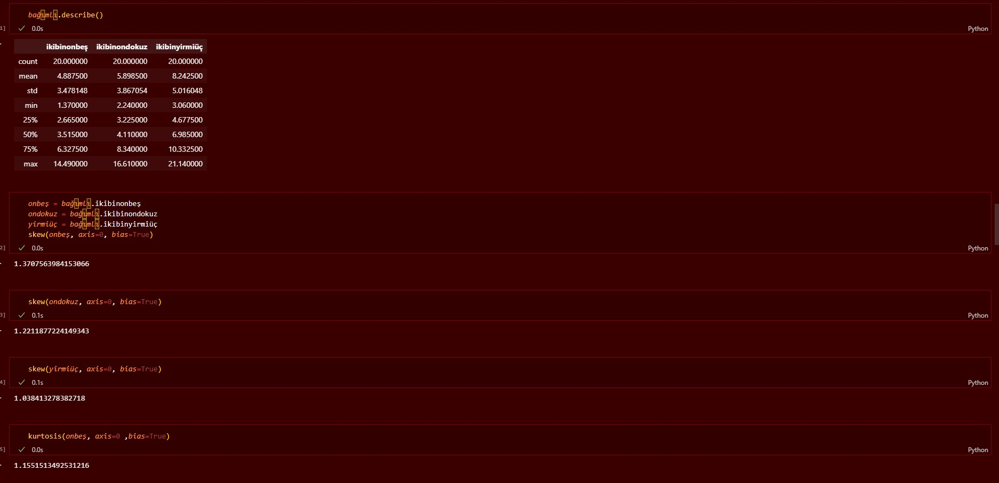 bağımlı.describe()
1]
0.0s
Python
ikibinonbeş ikibinondokuz ikibinyirmiüç
count 20.000000 20.000000 20.000000
mean 4.887500 5.898500 8.242500
std 3.478148 3.867054 5.016048
min 1.370000 2.240000 3.060000
25% 2.665000 3.225000 4.677500
50% 3.515000 4.110000 6.985000
75% 6.327500 8.340000 10.332500
max 14.490000 16.610000 21.140000
onbeş = bağımlı.ikibinonbeş
ondokuz = bağımlı.ikibinondokuz
yirmiüç = bağımlı.ikibinyirmiüç
skew(onbeş, axis=0, bias=True)
2]
0.0s
Python
1.3707563984153066
skew(ondokuz, axis=0, bias=True)
3]
0.1s
Python
1.2211877224149343
skew(yirmiüç, axis=0, bias=True)
4]
0.1s
Python
1.038413278382718
kurtosis(onbeş, axis=0 ,bias=True)
5]
0.0s
Python
1.1551513492531216